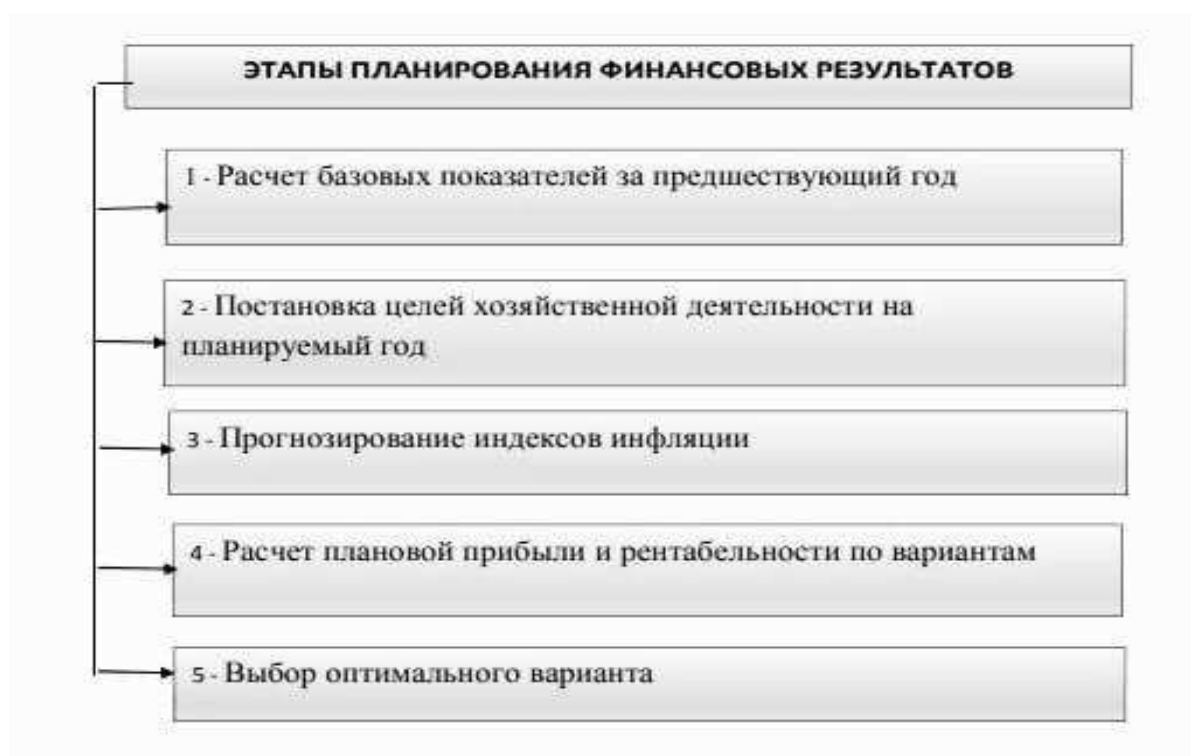 ЭТАПЫ ПЛАНИРОВАНИЯ ФИНАНСОВЫХ РЕЗУЛЬТАТОВ
1 - Расчет базовых показателей за предшествующий год
2 - Постановка целей хозяйственной деятельности на
планируемый год
3 - Прогнозирование индексов инфляции
4 - Расчет плановой прибыли и рентабельности по вариантам
5 - Выбор оптимального варианта